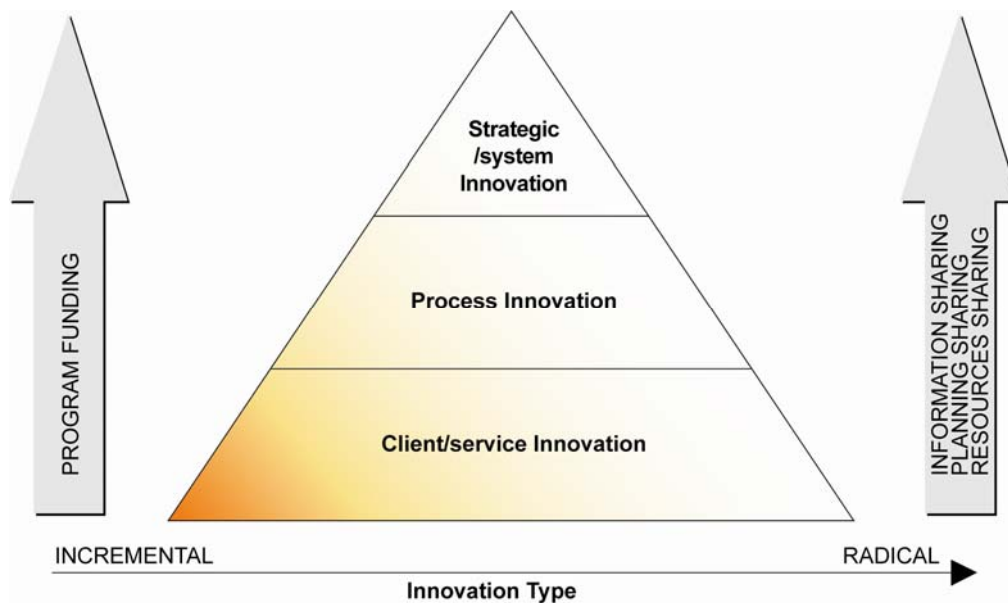 Strategic
/system
Innovation
Process Innovation
Client/service Innovation
PROGRAM FUNDING
INFORMATION SHARING
PLANNING SHARING
RESOURCES SHARING
INCREMENTAL
RADICAL
Innovation Type